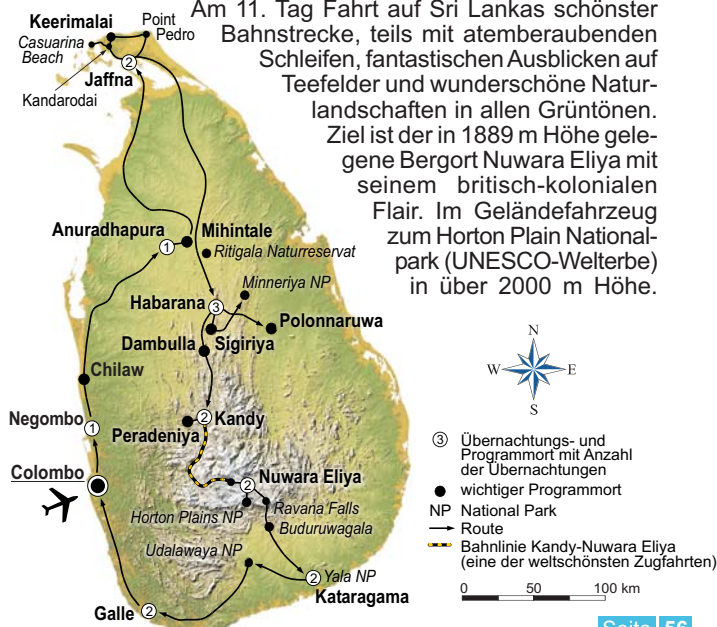 Am 11. Tag Fahrt auf Sri Lankas schönster
Bahnstrecke, teils mit atemberaubenden
Schleifen, fantastischen Ausblicken auf
Teefelder und wunderschöne Natur-
landschaften in allen Grüntönen.
Ziel ist der in 1889 m Höhe gele-
gene Bergort Nuwara Eliya mit
seinem britisch-kolonialen
Flair. Im Geländefahrzeug
zum Horton Plain National-
park (UNESCO-Welterbe)
in über 2000 m Höhe.
Keerimalai
Point
Pedro
Casuarina
Beach
2
Jaffna
Kandarodai
Anuradhapura
1
Mihintale
Ritigala Naturreservat
Minneriya NP
Habarana
3
Polonnaruwa
Dambulla
Sigiriya
Chilaw
Negombo
1
2
Kandy
Peradeniya
Colombo
Nuwara Eliya
2
Horton Plains NP
Ravana Falls
Buduruwagala
Udalawaya NP
2
Yala NP
Kataragama
Galle
2
N
W
E
S
3 Übernachtungs- und
Programmort mit Anzahl
der Übernachtungen
wichtiger Programmort
NP National Park
Route
Bahnlinie Kandy-Nuwara Eliya
(eine der weltschönsten Zugfahrten)
0 50 100 km
Seite 56